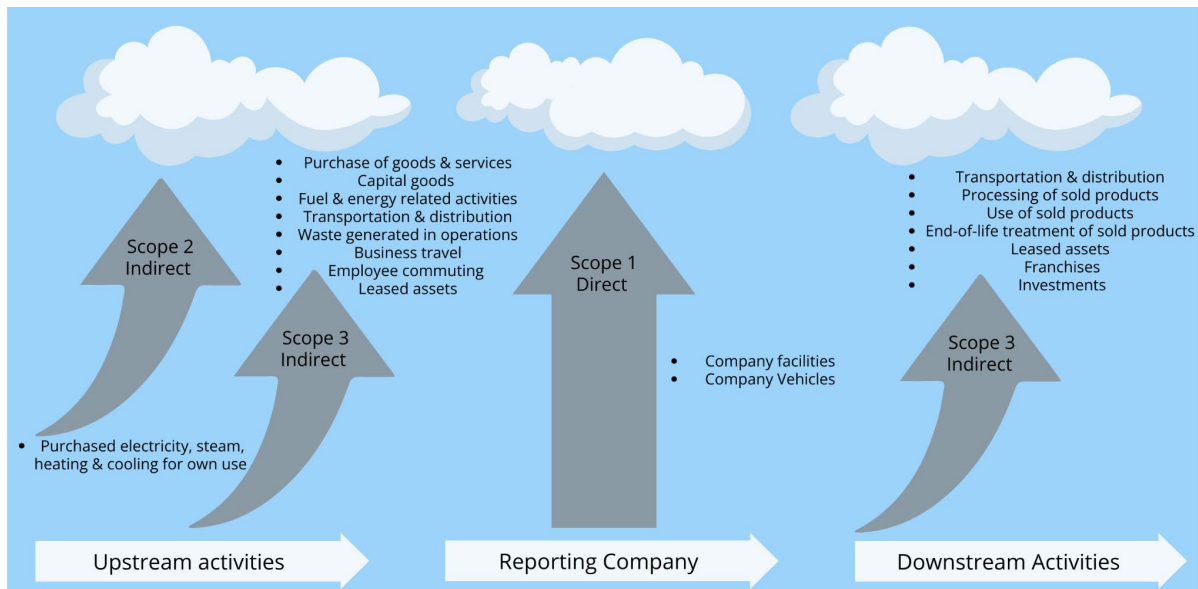 • Purchase of goods & services
• Capital goods
• Fuel & energy related activities
• Transportation & distribution
• Waste generated in operations
• Business travel
• Employee commuting
• Leased assets
Scope 2
Indirect
Scope 3
Indirect
• Purchased electricity, steam,
heating & cooling for own use
Scope 1
Direct
• Company facilities
• Company Vehicles
• Transportation & distribution
• Processing of sold products
• Use of sold products
• End-of-life treatment of sold products
• Leased assets
• Franchises
• Investments
Scope 3
Indirect
Upstream activities
Reporting Company
Downstream Activities